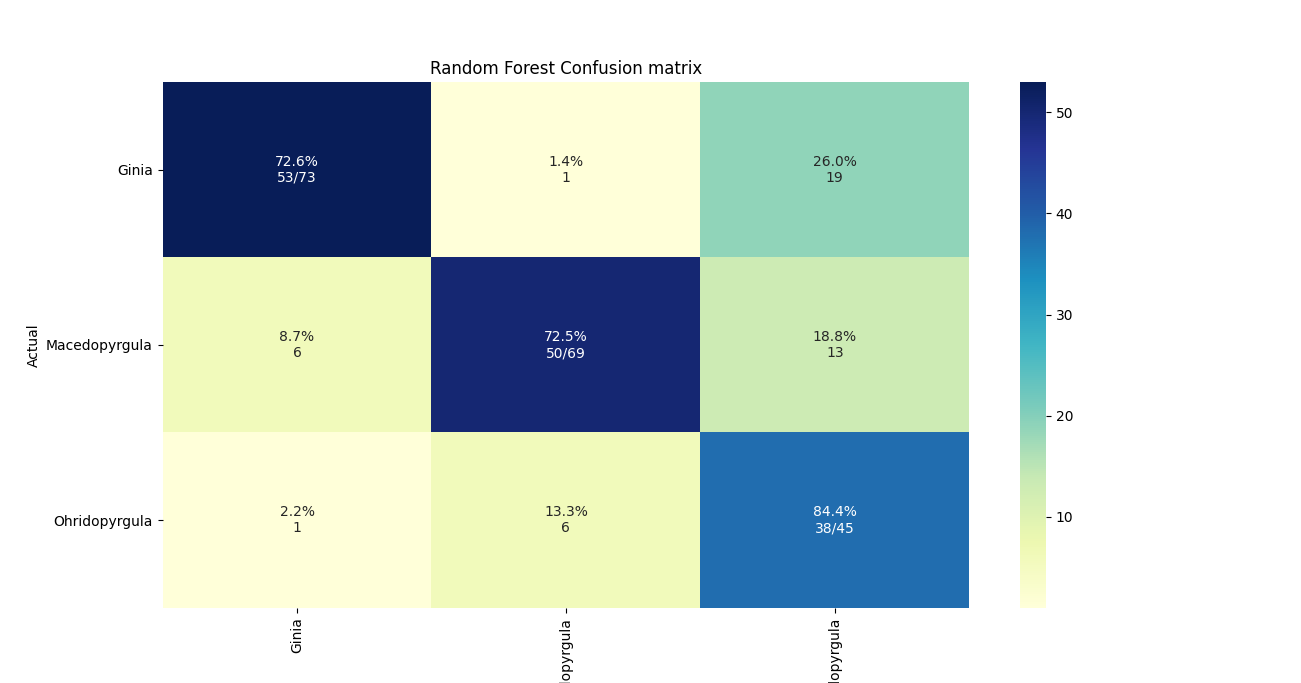 Random Forest Confusion matrix
Ginia
72.6%
53/73
1.4%
1
26.0%
19
Macedopyrgula
8.7%
6
72.5%
50/69
18.8%
13
Ohridopyrgula
2.2%
1
13.3%
6
84.4%
38/45
Actual
Ginia
lopyrgula
lopyrgula
50
40
30
20
10